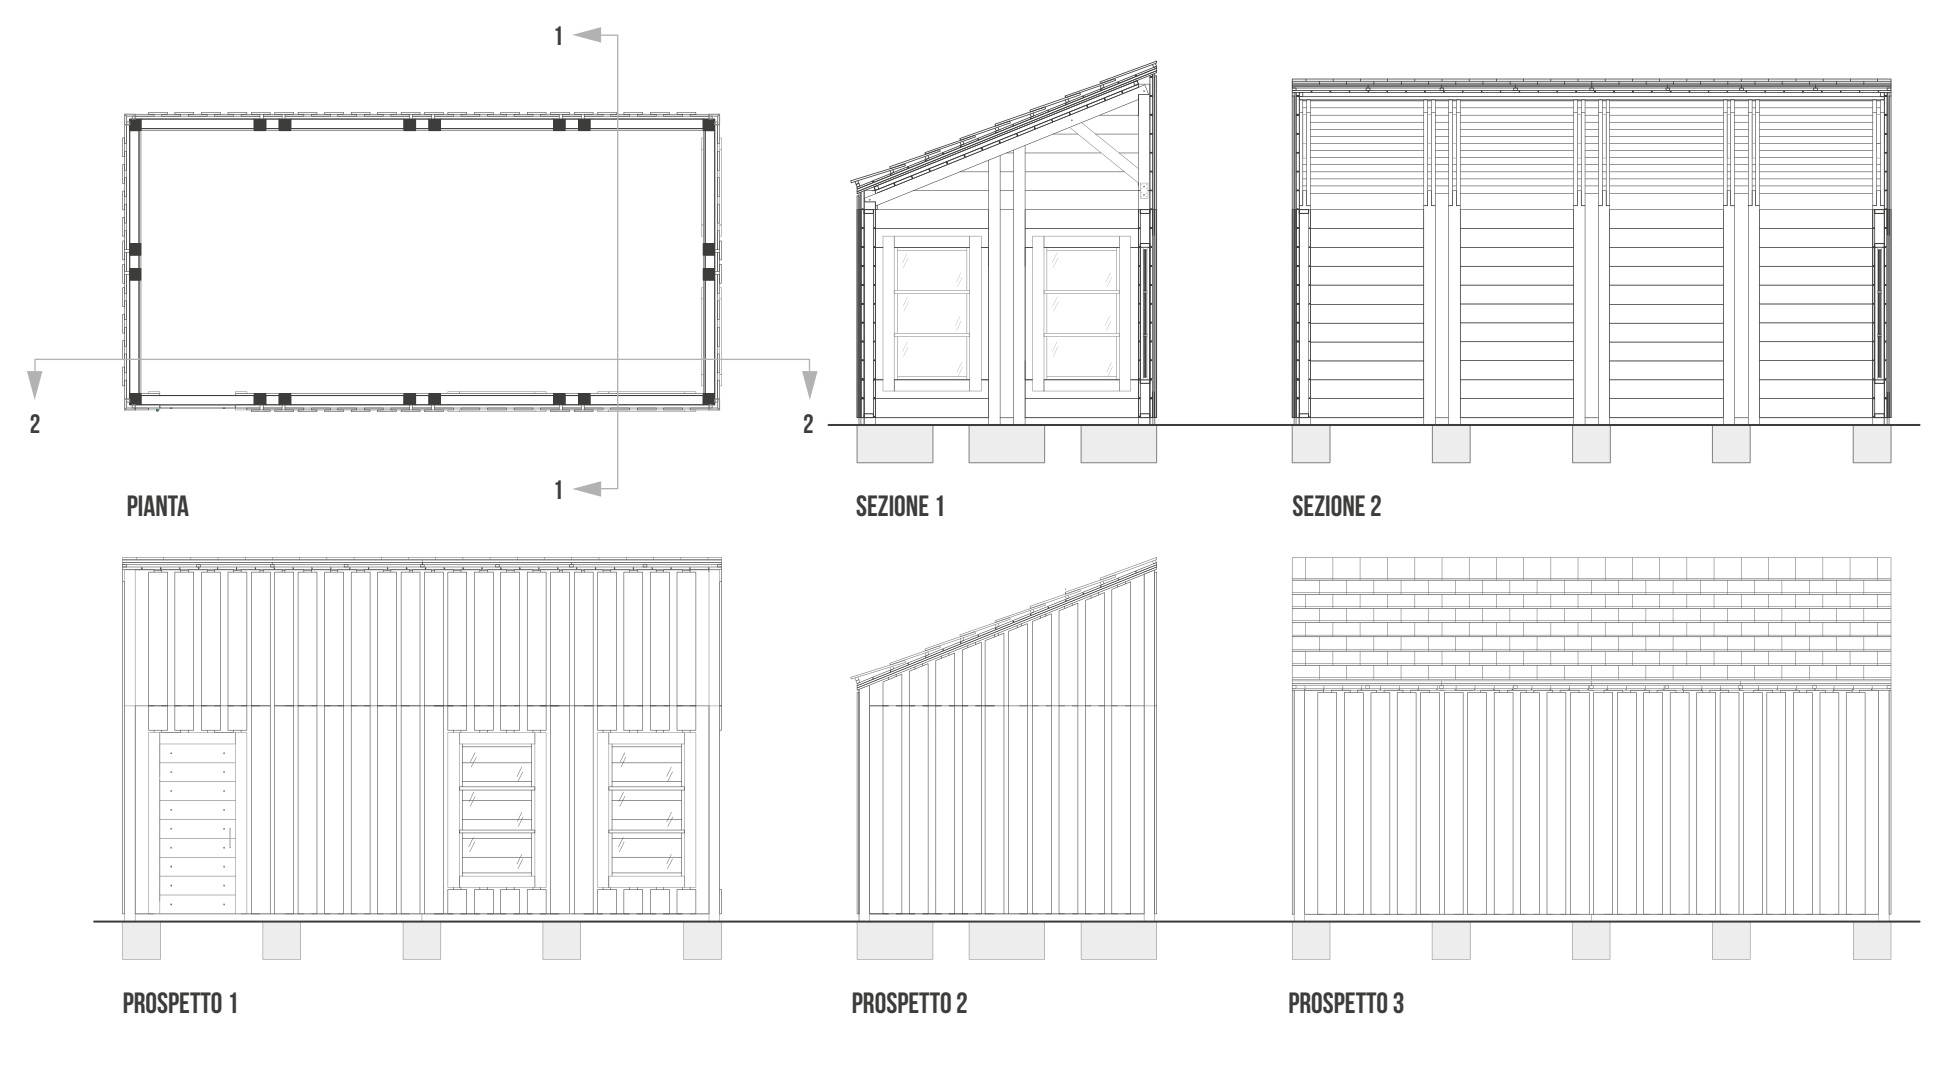 1
2
2
1
PIANTA
SEZIONE 1
SEZIONE 2
PROSPETTO 1
PROSPETTO 2
PROSPETTO 3